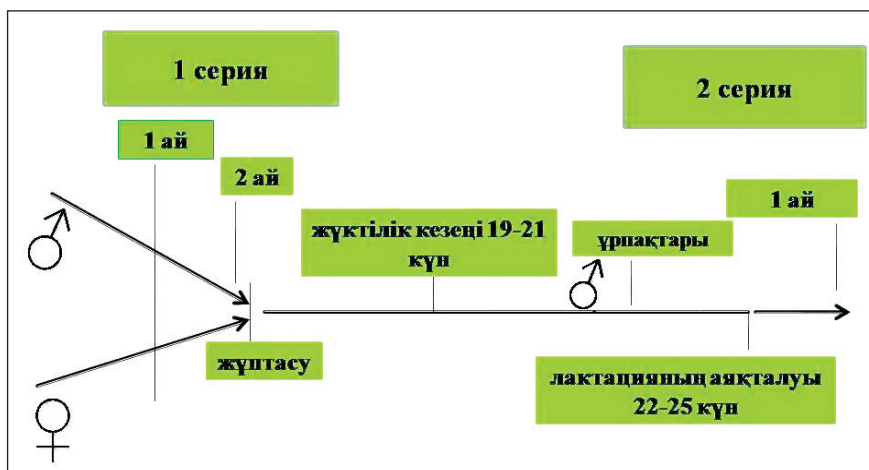 1 серия
2 серия
1 ай
2 ай
1 ай
жүктілік кезеңі 19-21
күн
ұрпақтары
жұптасу
лактацияның аяқталуы
22-25 күн